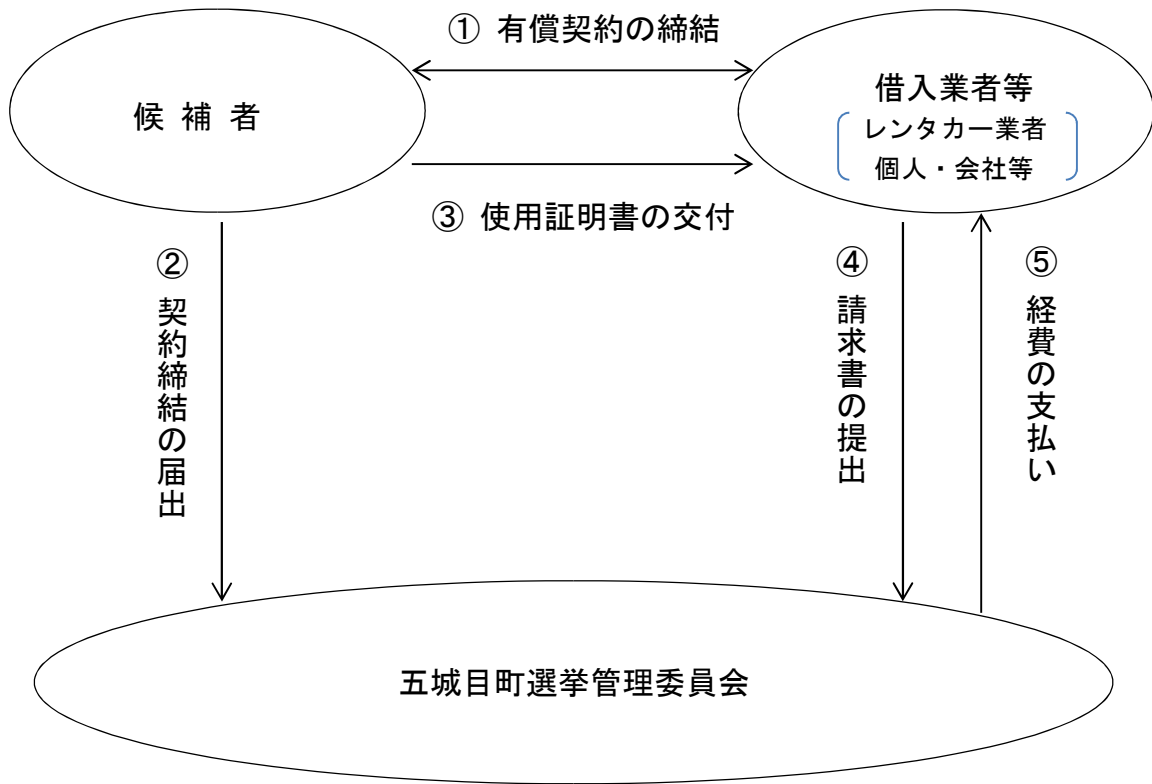 ① 有償契約の締結
候 補 者
借入業者等
レンタカー業者
個人・会社等
③ 使用証明書の交付
② 契約締結の届出
④ 請求書の提出
⑤ 経費の支払い
五城目町選挙管理委員会